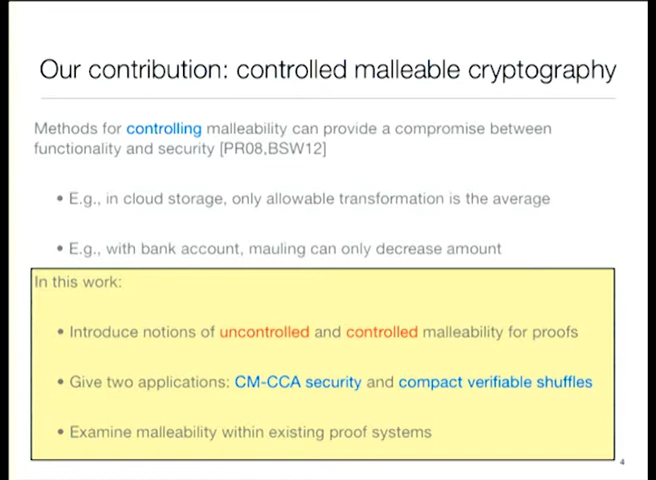 Our contribution: controlled malleable cryptography
Methods for controlling malleability can provide a compromise between
functionality and security [PR08,BSW12]
• E.g., in cloud storage, only allowable transformation is the average
• E.g., with bank account, mauling can only decrease amount
In this work:
• Introduce notions of uncontrolled and controlled malleability for proofs
• Give two applications: CM-CCA security and compact verifiable shuffles
• Examine malleability within existing proof systems
4